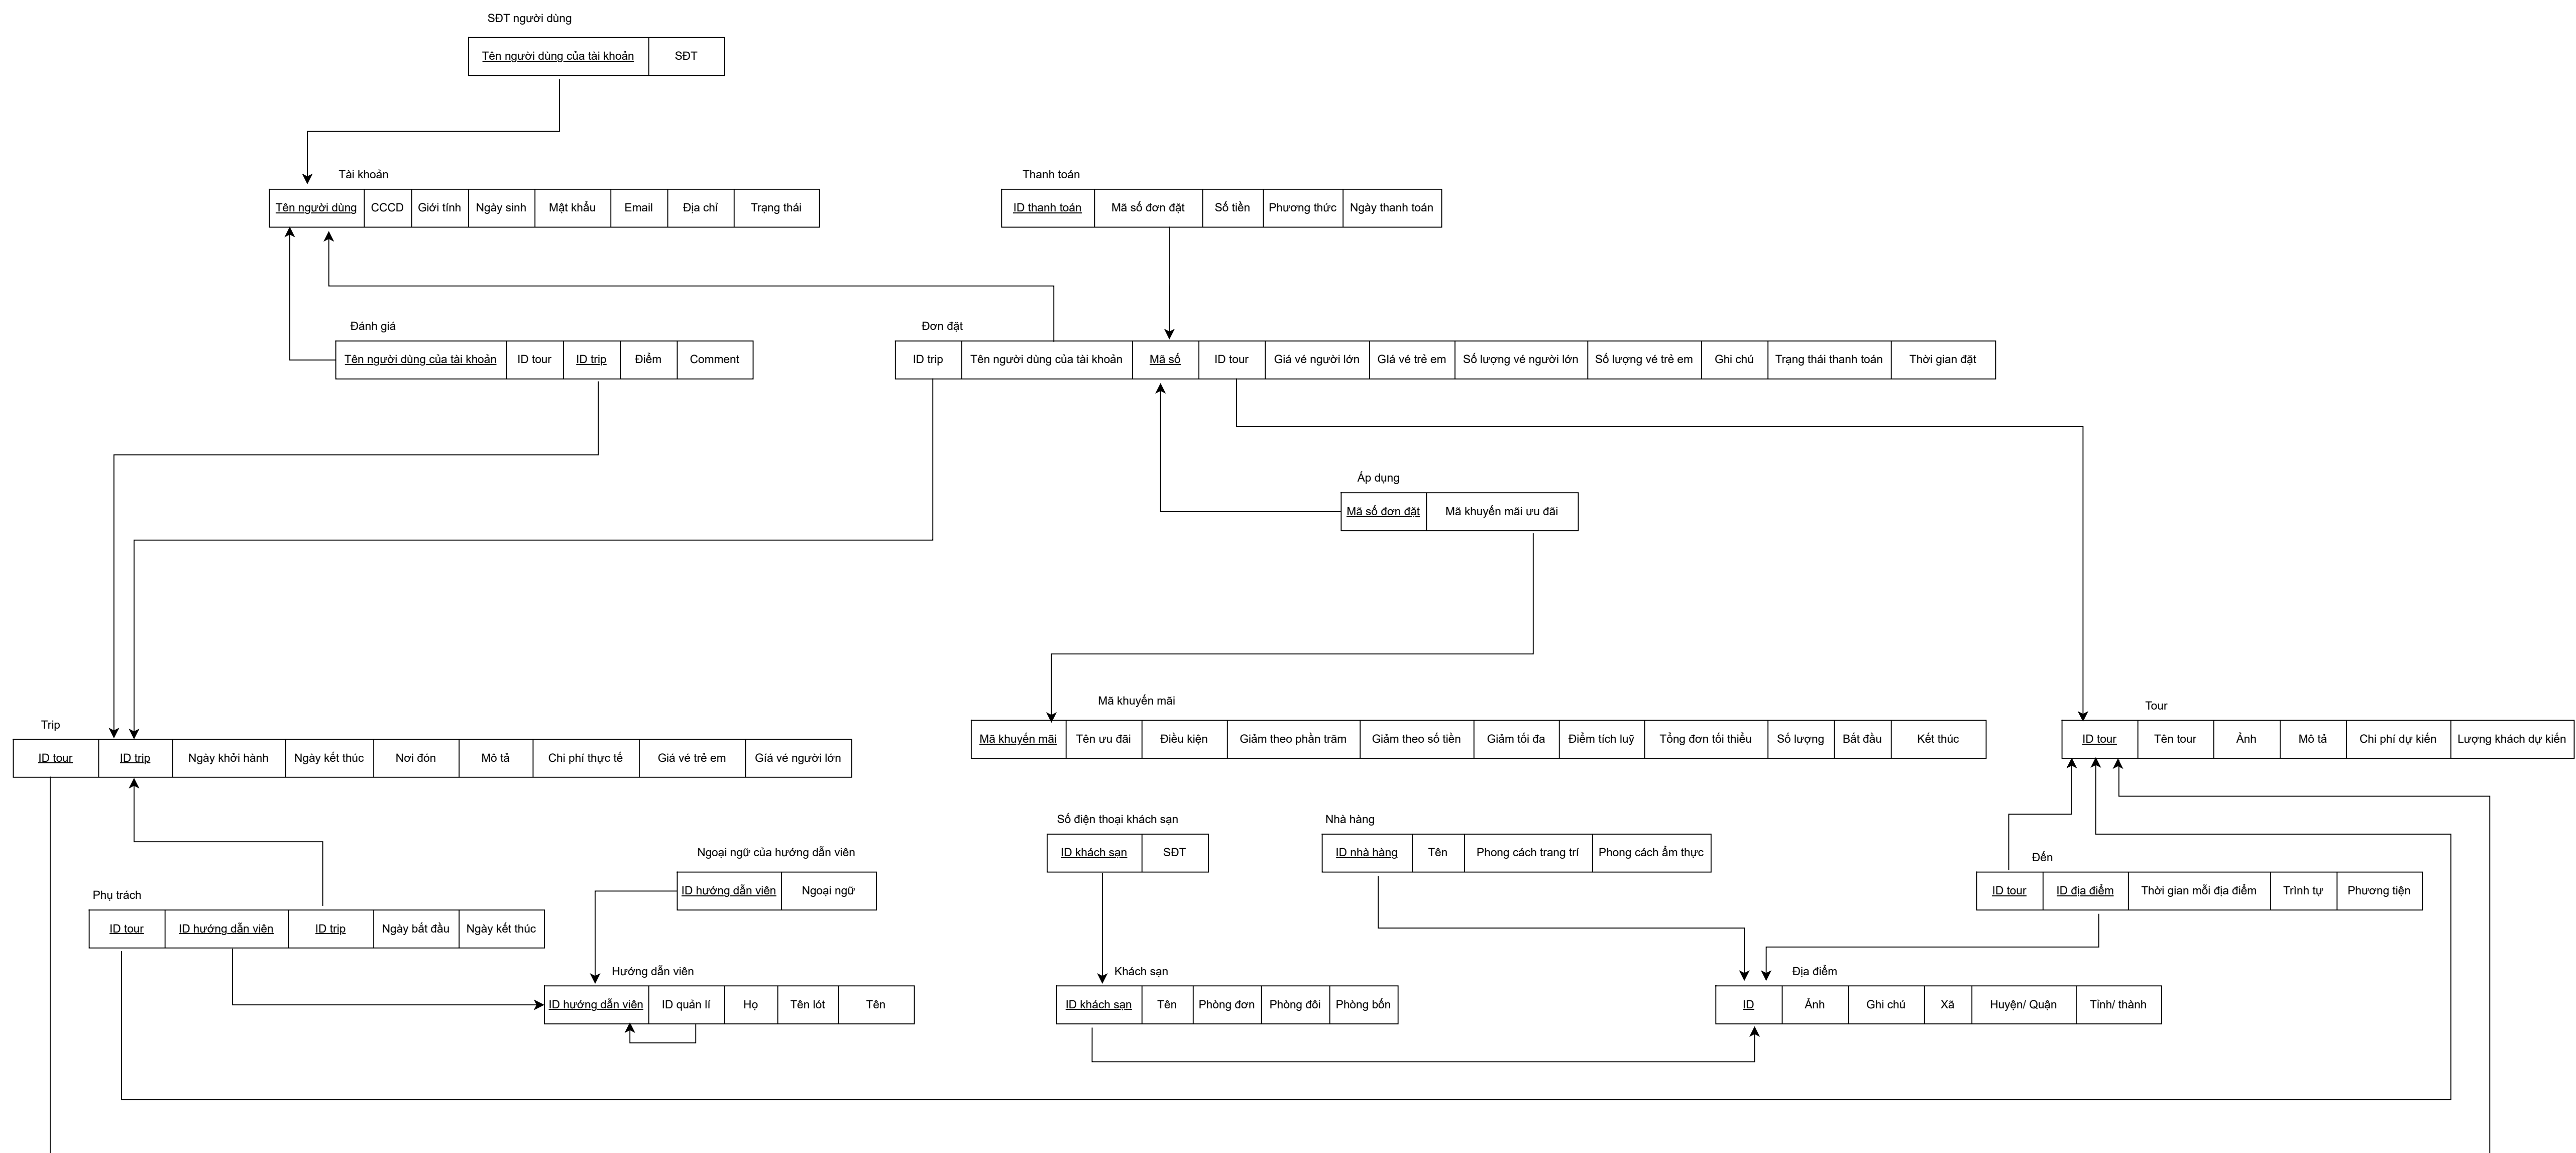 SĐT người dùng
Tên người dùng của tài khoản SĐT
Tài khoản
Tên người dùng CCCD Giới tính Ngày sinh Mật khẩu Email Địa chỉ Trạng thái
Thanh toán
ID thanh toán Mã số đơn đặt Số tiền Phương thức Ngày thanh toán
Đánh giá
Tên người dùng của tài khoản ID tour ID trip Điểm Comment
Đơn đặt
ID trip Tên người dùng của tài khoản Mã số ID tour Giá vé người lớn GIá vé trẻ em Số lượng vé người lớn Số lượng vé trẻ em Ghi chú Trạng thái thanh toán Thời gian đặt
Áp dụng
Mã số đơn đặt Mã khuyến mãi ưu đãi
Mã khuyến mãi
Mã khuyến mãi Tên ưu đãi Điều kiện Giảm theo phần trăm Giảm theo số tiền Giảm tối đa Điểm tích luỹ Tổng đơn tối thiểu Số lượng Bắt đầu Kết thúc
Tour
ID tour Tên tour Ảnh Mô tả Chi phí dự kiến Lượng khách dự kiến
Trip
ID tour ID trip Ngày khởi hành Ngày kết thúc Nơi đón Mô tả Chi phí thực tế Giá vé trẻ em Gíá vé người lớn
Số điện thoại khách sạn
ID khách sạn SĐT
Nhà hàng
ID nhà hàng Tên Phong cách trang trí Phong cách ẩm thực
Ngoại ngữ của hướng dẫn viên
ID hướng dẫn viên Ngoại ngữ
Đến
ID tour ID địa điểm Thời gian mỗi địa điểm Trình tự Phương tiện
Phụ trách
ID tour ID hướng dẫn viên ID trip Ngày bắt đầu Ngày kết thúc
Hướng dẫn viên
ID hướng dẫn viên ID quản lí Họ Tên lót Tên
Khách sạn
ID khách sạn Tên Phòng đơn Phòng đôi Phòng bốn
Địa điểm
ID Ảnh Ghi chú Xã Huyện/ Quận Tỉnh/ thành